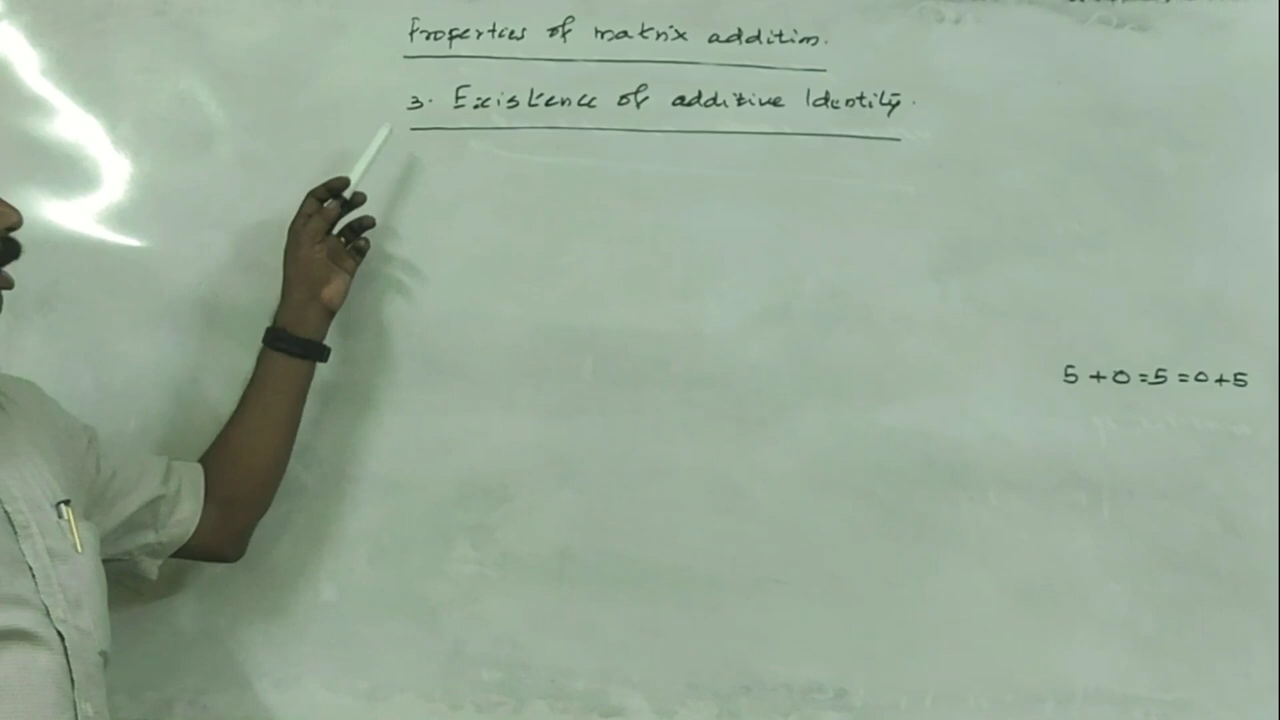 Properties of matrix addition.
3. Existence of additive Identity.
5 + 0 = 5 = 0 + 5